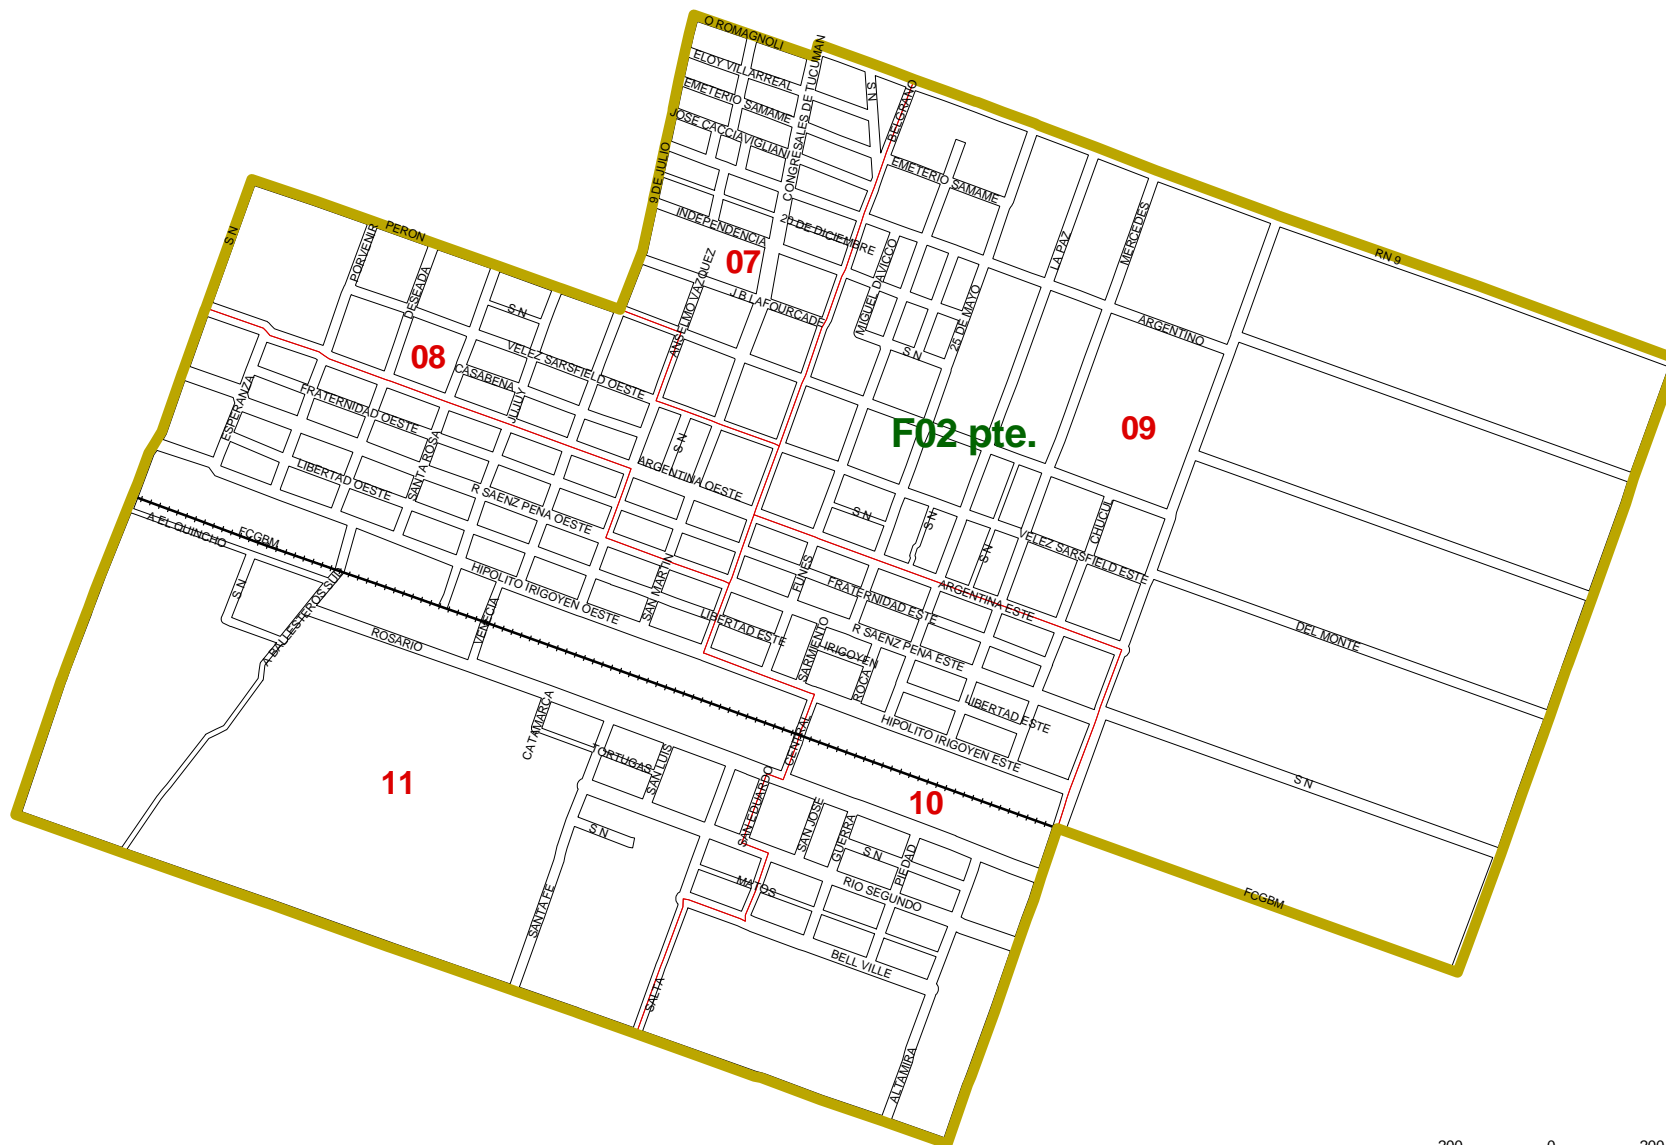 O.ROMAGNOLI
ELOY VILLARREAL
EMETERIO SAMAME
JOSE CACCIAVIGLIANI
CONGRESALES DE TUCUMAN
S N
BELGRANO
9 DE JULIO
EMETERIO SAMAME
INDEPENDENCIA
29 DE DICIEMBRE
07
ANSELMO VAZQUEZ
J B LAFOURCADE
MIGUEL DAVICCO
25 DE MAYO
LA PAZ
MERCEDES
RN 9
ARGENTINO
S N
PERON
S N
PORVENIR
DESEADA
S N
08
VELEZ SARSFIELD OESTE
CASABENA
JUJUY
ESPERANZA
FRATERNIDAD OESTE
SANTA ROSA
LIBERTAD OESTE
R SAENZ PEÑA OESTE
S N
ARGENTINA OESTE
F02 pte.
09
S N
S N
S N
CHUCUL
VELEZ SARSFIELD ESTE
A EL QUINCHO
FCGBM
S N
A BALLESTEROS SUD
HIPOLITO IRIGOYEN OESTE
SAN MARTIN
VENECIA
ROSARIO
FUNES
FRATERNIDAD ESTE
ARGENTINA ESTE
LIBERTAD ESTE
SARMIENTO
IRIGOYEN
R SAENZ PEÑA ESTE
ROCA
LIBERTAD ESTE
HIPOLITO IRIGOYEN ESTE
DEL MONTE
S N
CATAMARCA
TORTUGAS
SAN LUIS
CENTRAL
SAN EDUARDO
11
10
S N
SAN JOSE
GUERRA
S N
PIEDAD
RIO SEGUNDO
MATOS
FCGBM
SANTA FE
BELL VILLE
SALTA
ALTAMIRA
200 0 200